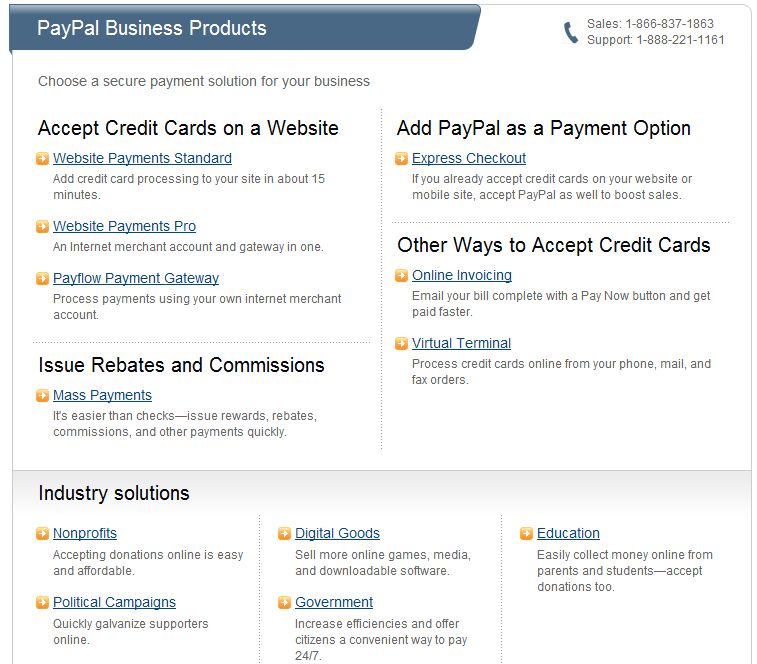 PayPal Business Products
Sales: 1-866-837-1863
Support: 1-888-221-1161
Choose a secure payment solution for your business
Accept Credit Cards on a Website
Website Payments Standard
Add credit card processing to your site in about 15
minutes.
Website Payments Pro
An Internet merchant account and gateway in one.
Payflow Payment Gateway
Process payments using your own internet merchant
account.
Issue Rebates and Commissions
Mass Payments
It's easier than checks—issue rewards, rebates,
commissions, and other payments quickly.
Add PayPal as a Payment Option
Express Checkout
If you already accept credit cards on your website or
mobile site, accept PayPal as well to boost sales.
Other Ways to Accept Credit Cards
Online Invoicing
Email your bill complete with a Pay Now button and get
paid faster.
Virtual Terminal
Process credit cards online from your phone, mail, and
fax orders.
Industry solutions
Nonprofits
Accepting donations online is easy
and affordable.
Political Campaigns
Quickly galvanize supporters
online.
Digital Goods
Sell more online games, media,
and downloadable software.
Government
Increase efficiencies and offer
citizens a convenient way to pay
24/7.
Education
Easily collect money online from
parents and students—accept
donations too.